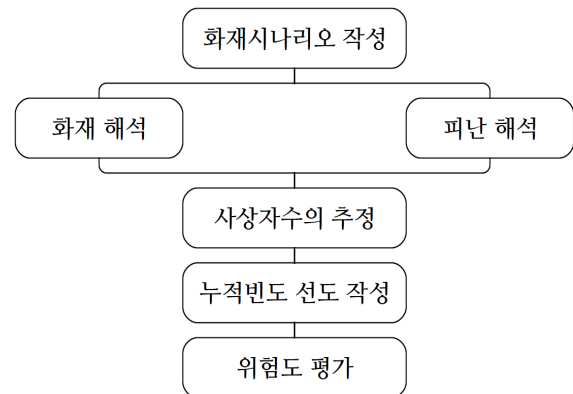 화재시나리오 작성
화재 해석
피난 해석
사상자수의 추정
누적빈도 선도 작성
위험도 평가